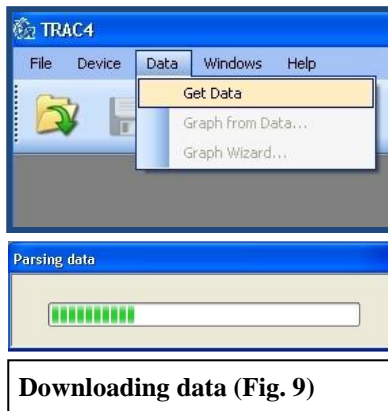 TRAC4
File Device Data Windows Help
Get Data
Graph from Data...
Graph Wizard...
Parsing data
Downloading data (Fig. 9)